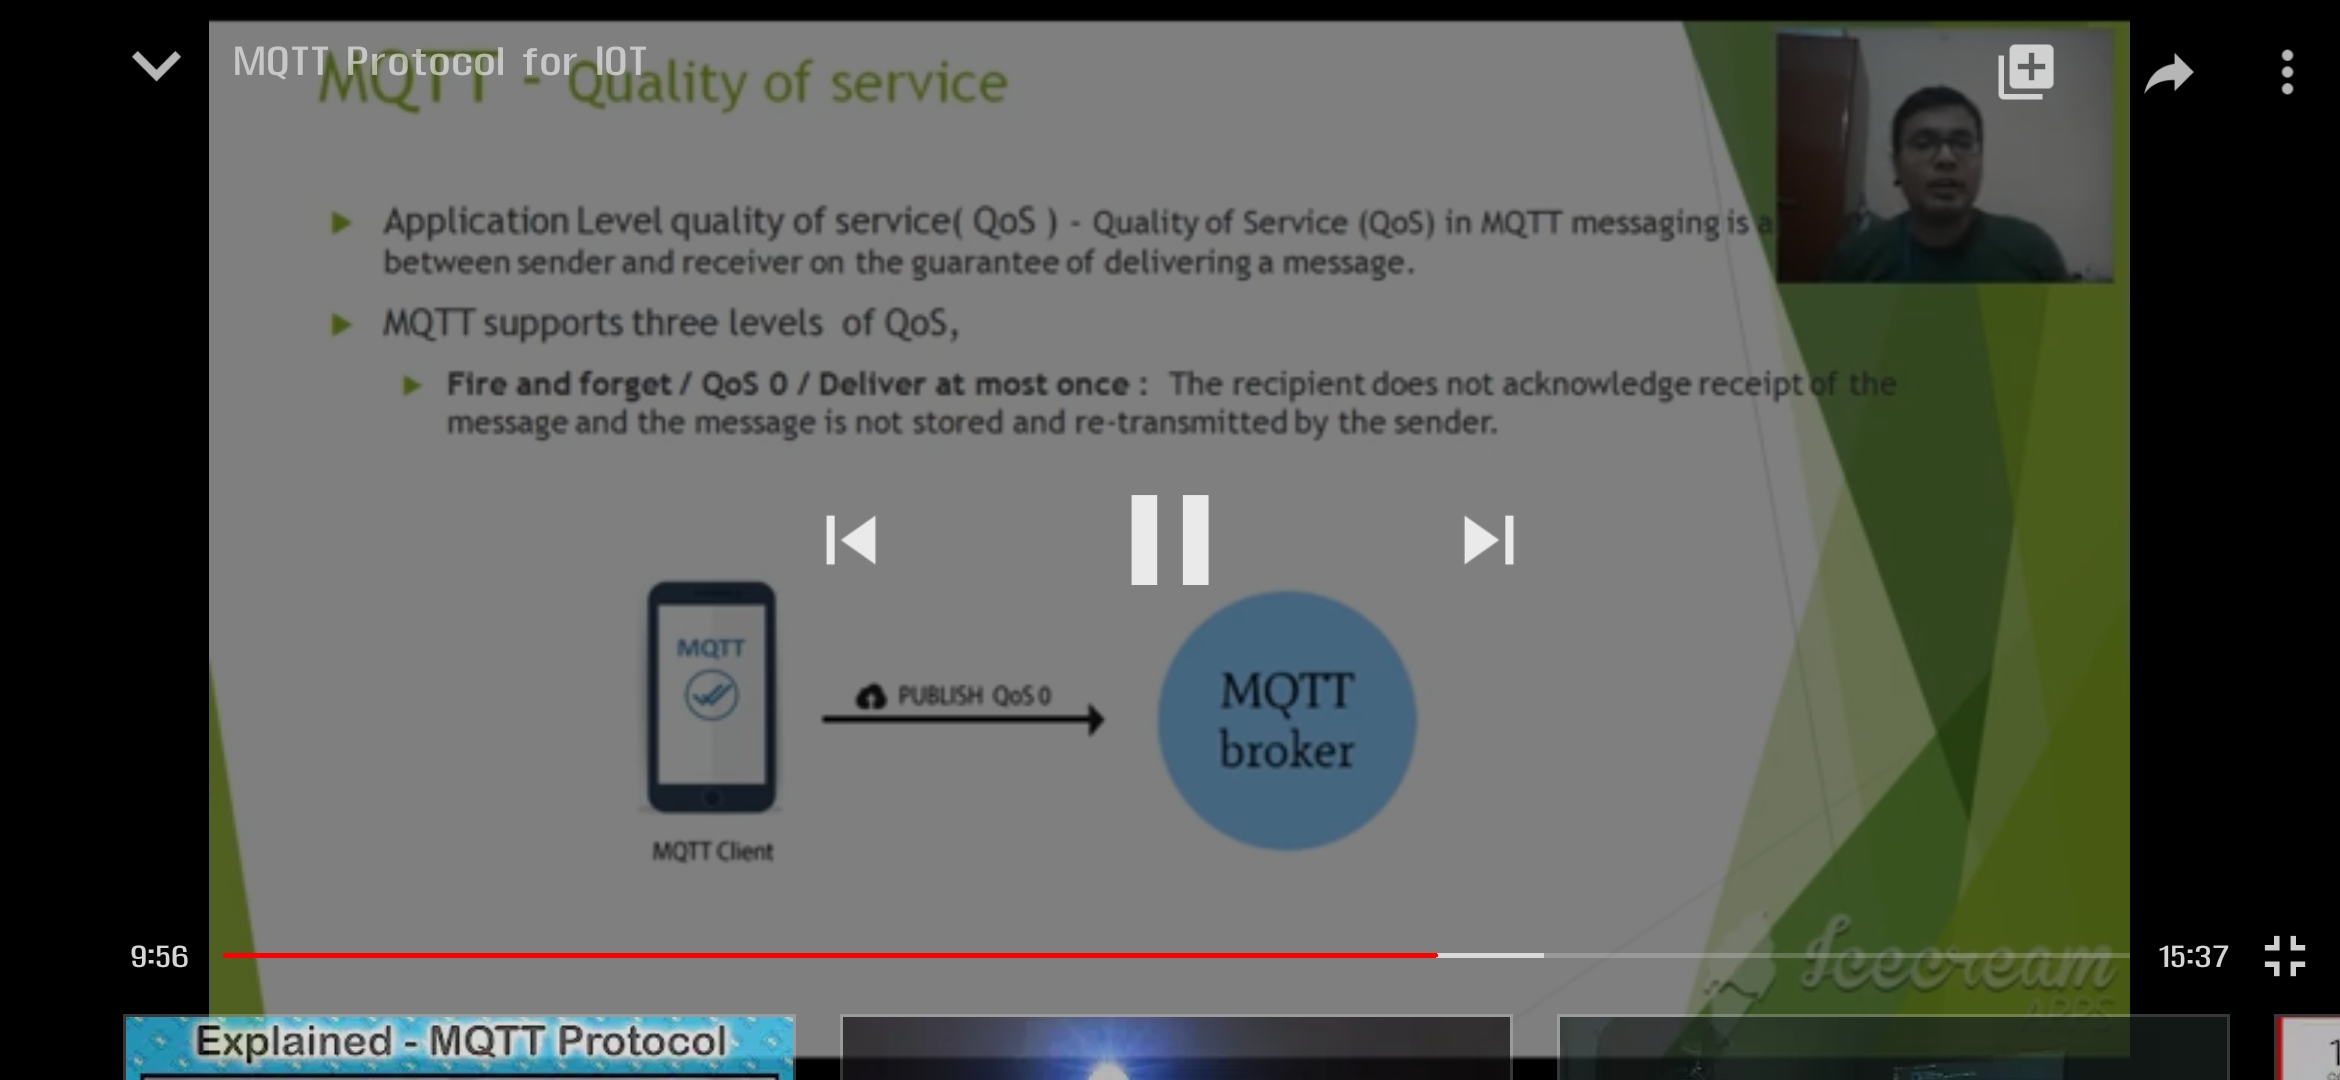 MQTT Protocol for IOT
MQTT - Quality of service
Application Level quality of service( QoS ) - Quality of Service (QoS) in MQTT messaging is a
between sender and receiver on the guarantee of delivering a message.
MQTT supports three levels of QoS,
Fire and forget / QoS 0 / Deliver at most once : The recipient does not acknowledge receipt of the
message and the message is not stored and re-transmitted by the sender.
MQTT
PUBLISH QoS 0
MQTT
broker
MQTT Client
9:56
15:37
Icecream
APPS
Explained - MQTT Protocol